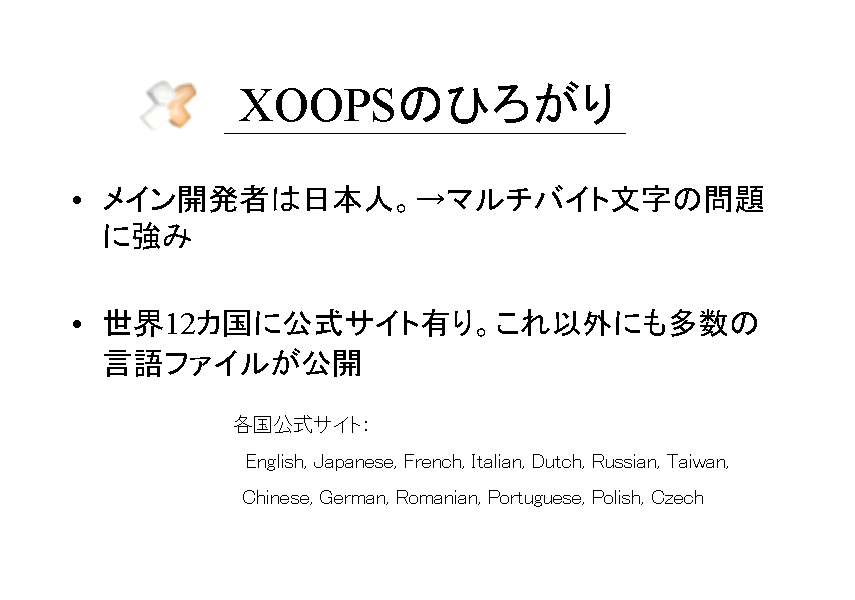 XOOPSのひろがり
• メイン開発者は日本人。→マルチバイト文字の問題
に強み
• 世界12カ国に公式サイト有り。これ以外にも多数の
言語ファイルが公開
各国公式サイト:
English, Japanese, French, Italian, Dutch, Russian, Taiwan,
Chinese, German, Romanian, Portuguese, Polish, Czech